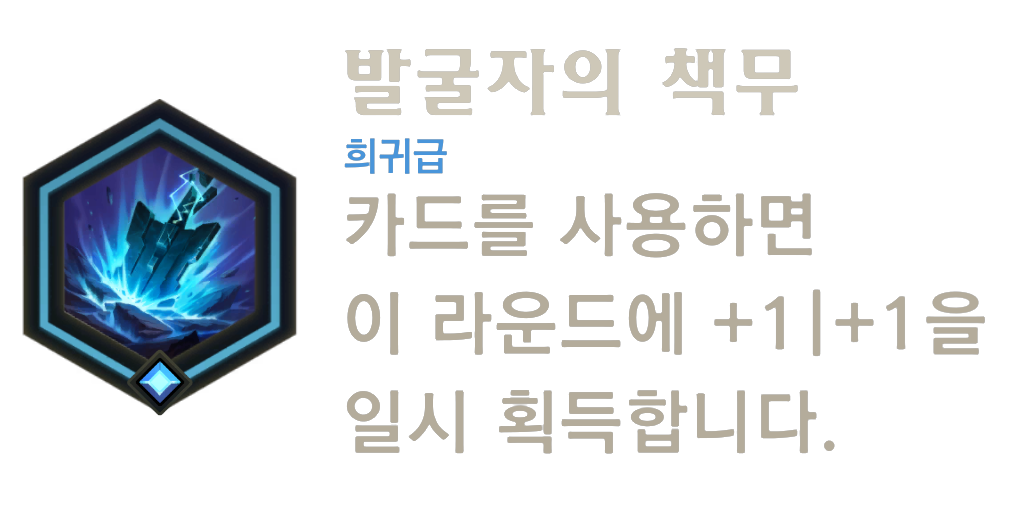 발굴자의 책무
희귀급
카드를 사용하면
이 라운드에 +1|+1을
일시 획득합니다.